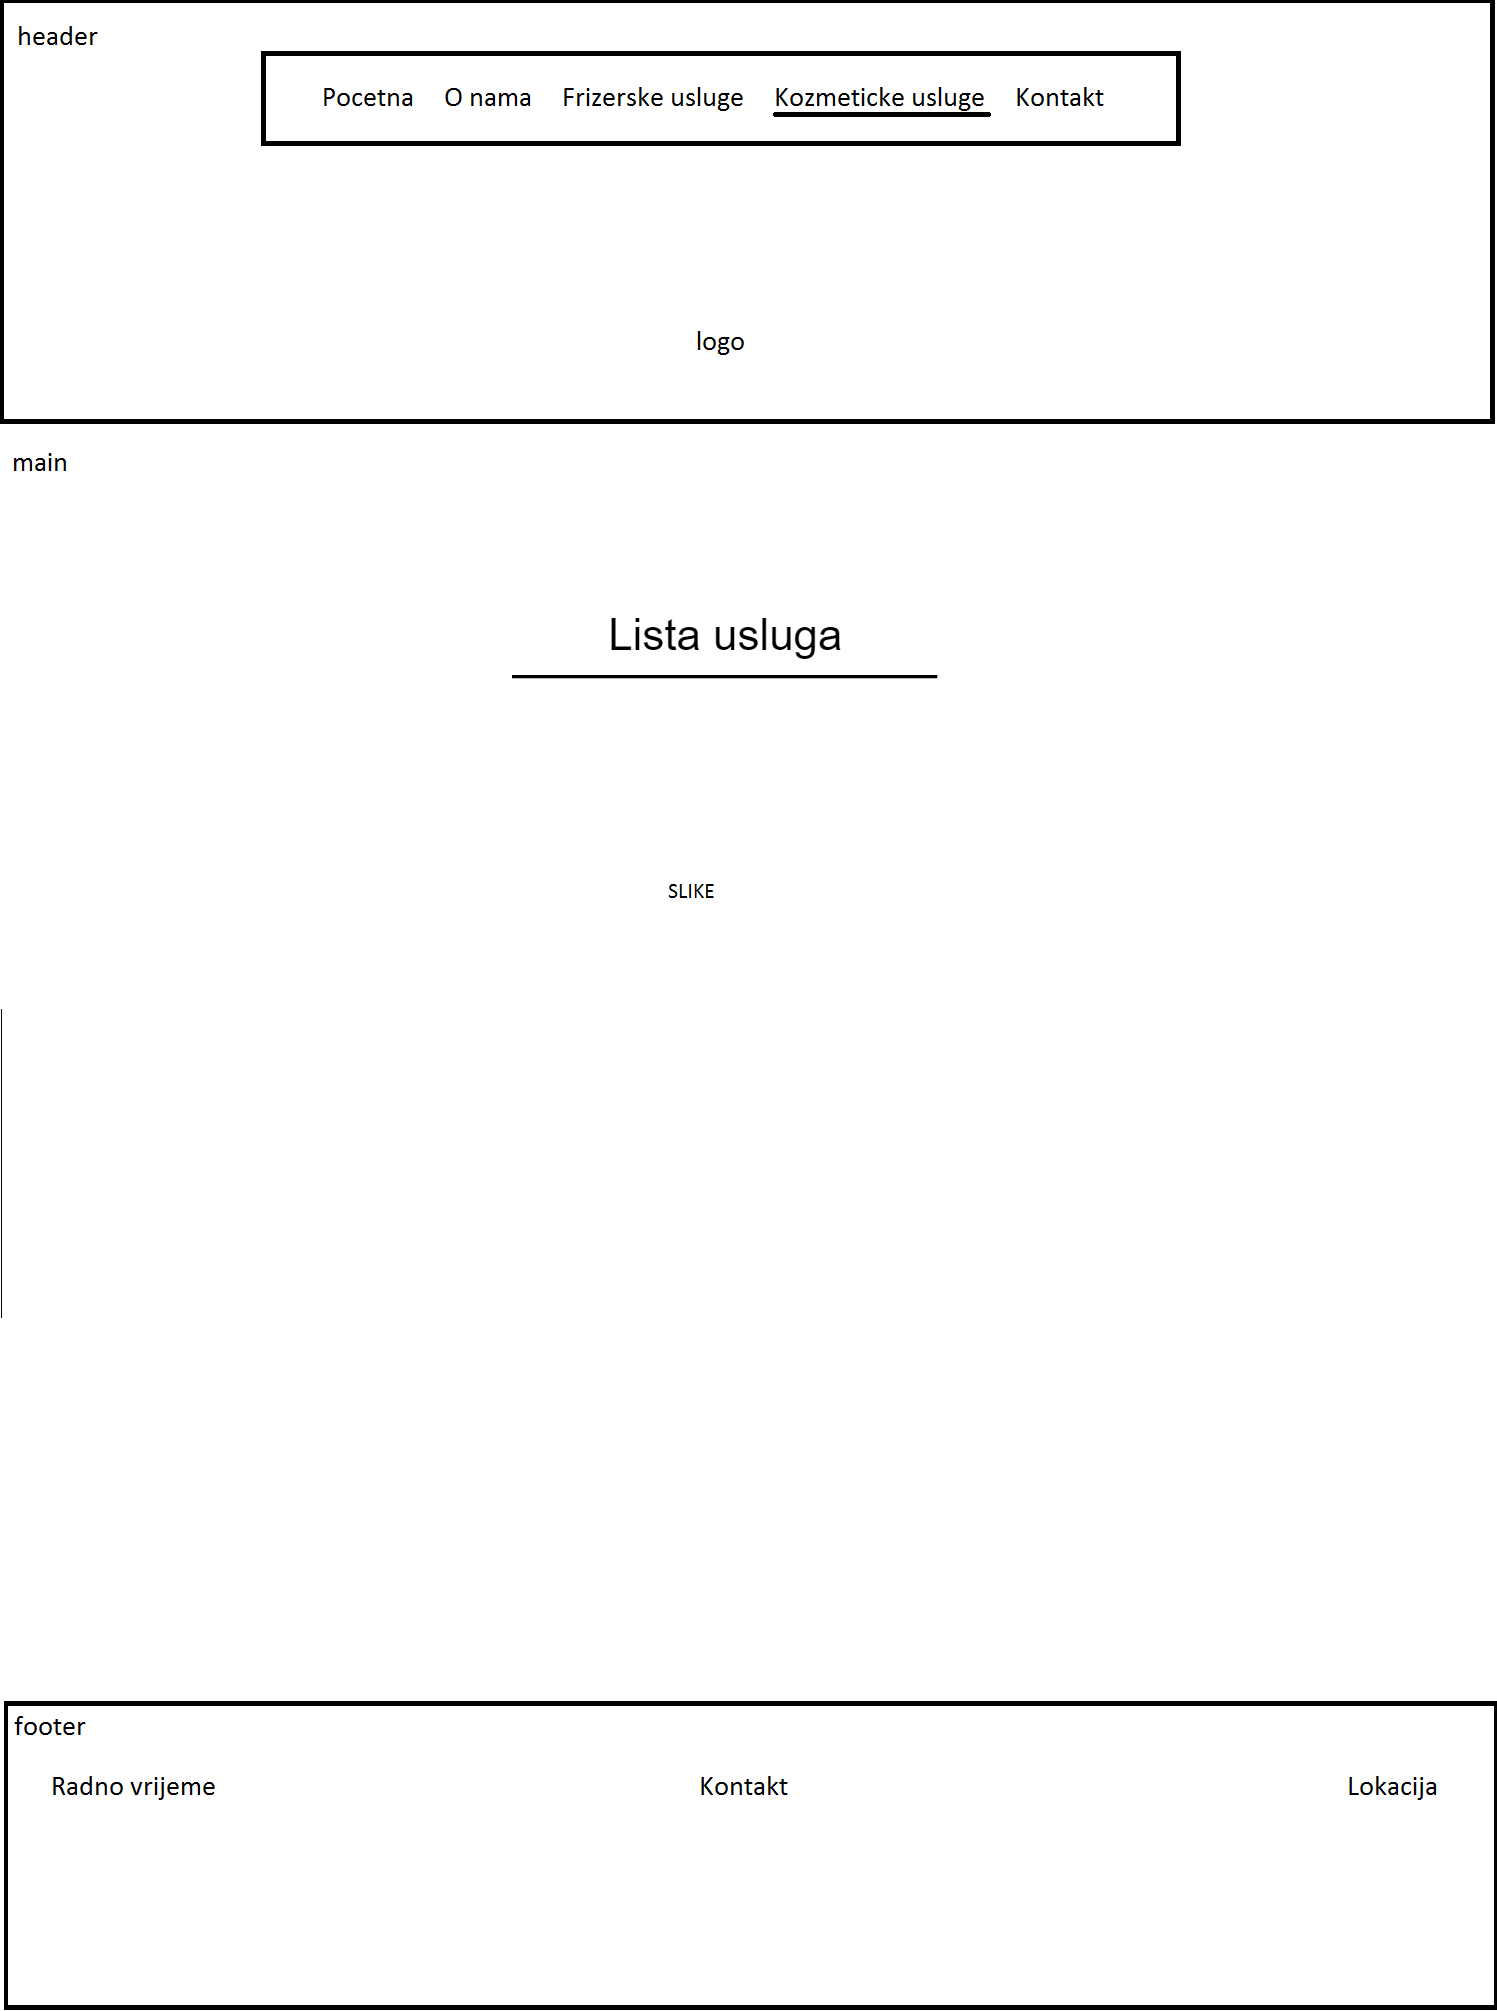 header
Pocetna O nama Frizerske usluge Kozmeticke usluge Kontakt
logo
main
Lista usluga
SLIKE
footer
Radno vrijeme Kontakt Lokacija